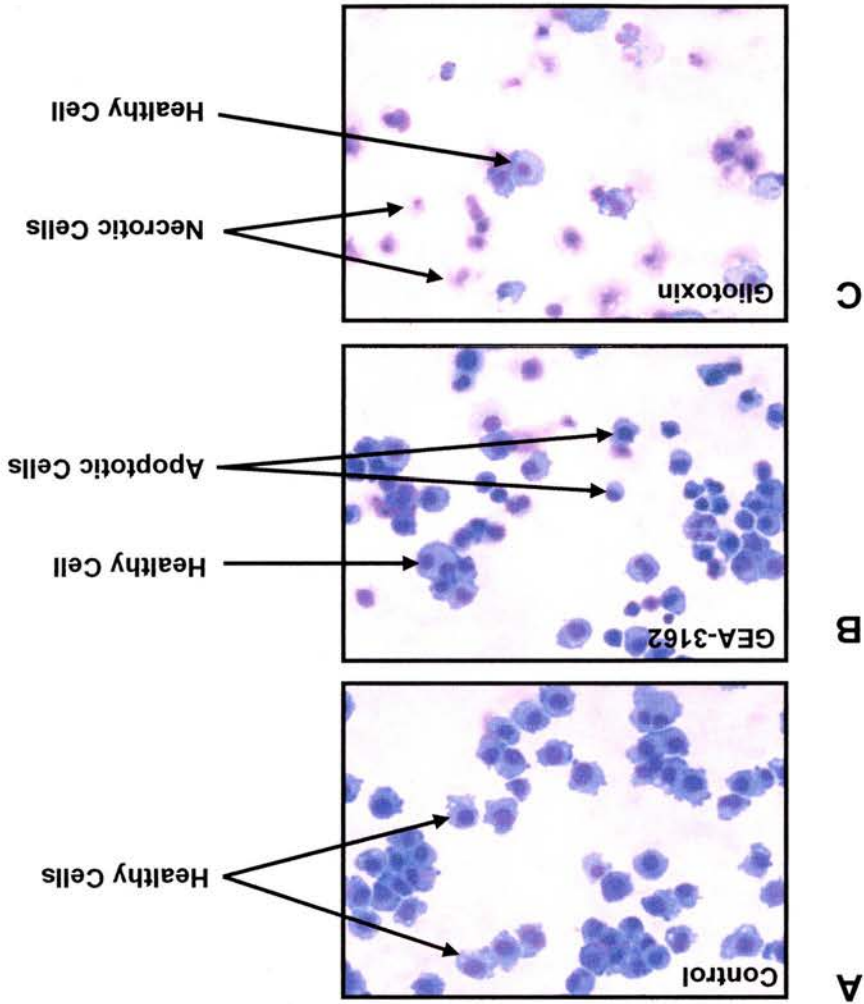 A
Control
Healthy Cells
B
GEA-3162
Healthy Cell
Apoptotic Cells
C
Gliotoxin
Necrotic Cells
Healthy Cell